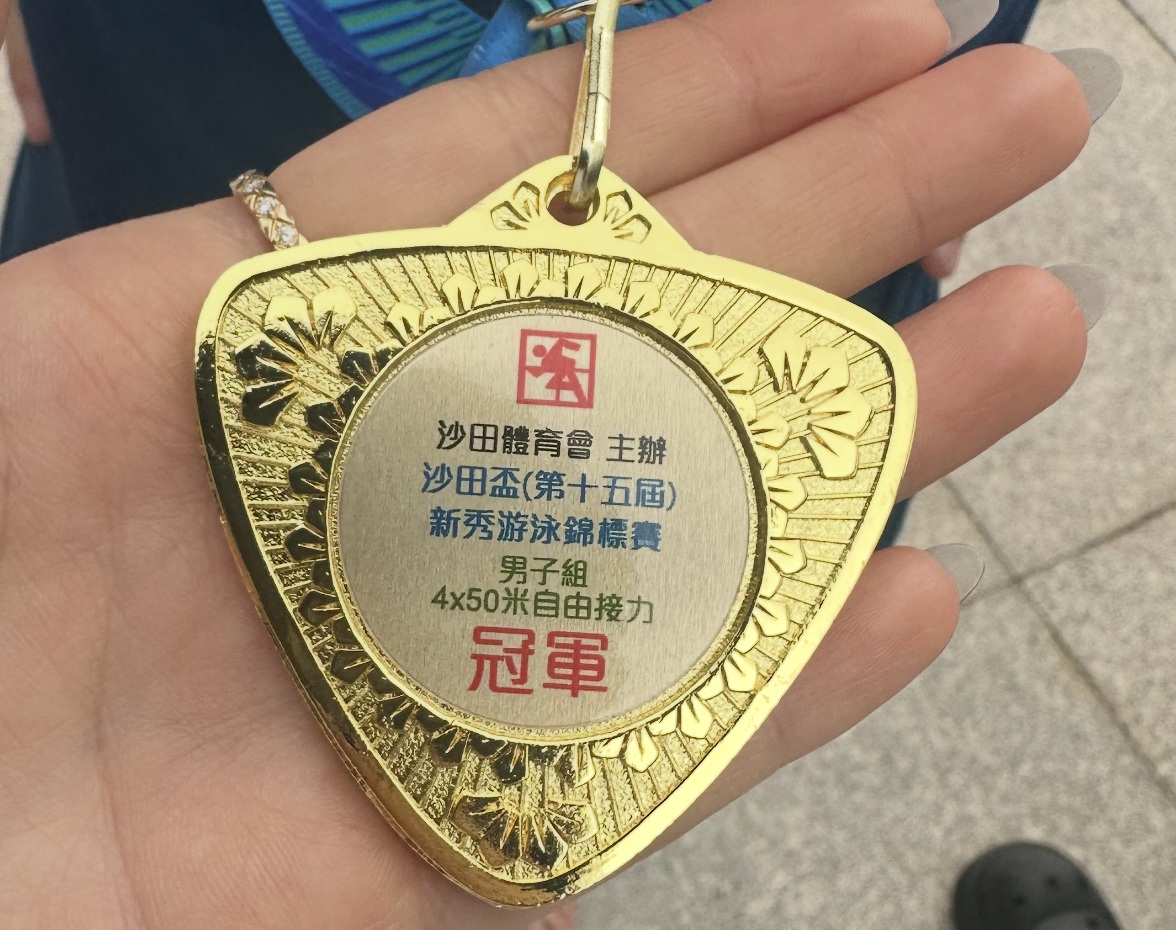 沙田體育會 主辦
沙田盃(第十五屆)
新秀游泳錦標賽
男子組
4x50米自由接力
冠軍